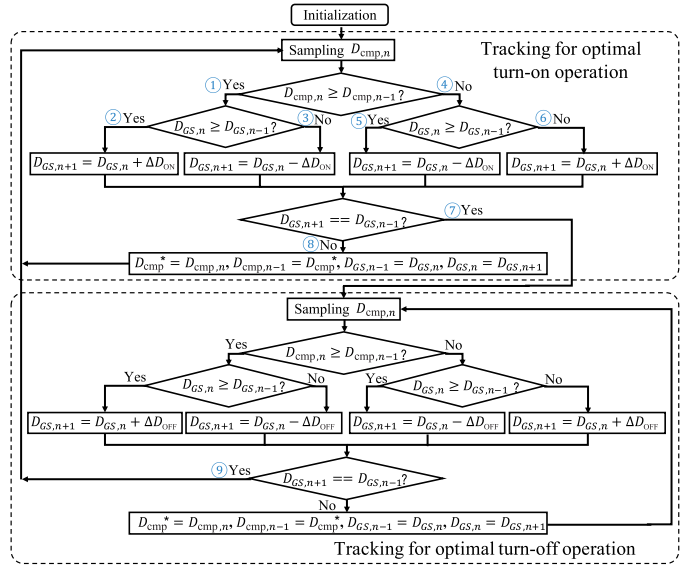 Initialization
Sampling D_cmp,n
Tracking for optimal
turn-on operation
① Yes
④ No
D_cmp,n ≥ D_cmp,n−1?
② Yes
③ No
⑤ Yes
⑥ No
D_GS,n ≥ D_GS,n−1?
D_GS,n ≥ D_GS,n−1?
D_GS,n+1 = D_GS,n + ΔD_ON
D_GS,n+1 = D_GS,n − ΔD_ON
D_GS,n+1 = D_GS,n − ΔD_ON
D_GS,n+1 = D_GS,n + ΔD_ON
D_GS,n+1 == D_GS,n−1?
⑦ Yes
⑧ No
D_cmp* = D_cmp,n, D_cmp,n−1 = D_cmp*, D_GS,n−1 = D_GS,n, D_GS,n = D_GS,n+1
Sampling D_cmp,n
Yes
No
D_cmp,n ≥ D_cmp,n−1?
Yes
No
Yes
No
D_GS,n ≥ D_GS,n−1?
D_GS,n ≥ D_GS,n−1?
D_GS,n+1 = D_GS,n + ΔD_OFF
D_GS,n+1 = D_GS,n − ΔD_OFF
D_GS,n+1 = D_GS,n − ΔD_OFF
D_GS,n+1 = D_GS,n + ΔD_OFF
⑨ Yes
D_GS,n+1 == D_GS,n−1?
No
D_cmp* = D_cmp,n, D_cmp,n−1 = D_cmp*, D_GS,n−1 = D_GS,n, D_GS,n = D_GS,n+1
Tracking for optimal turn-off operation